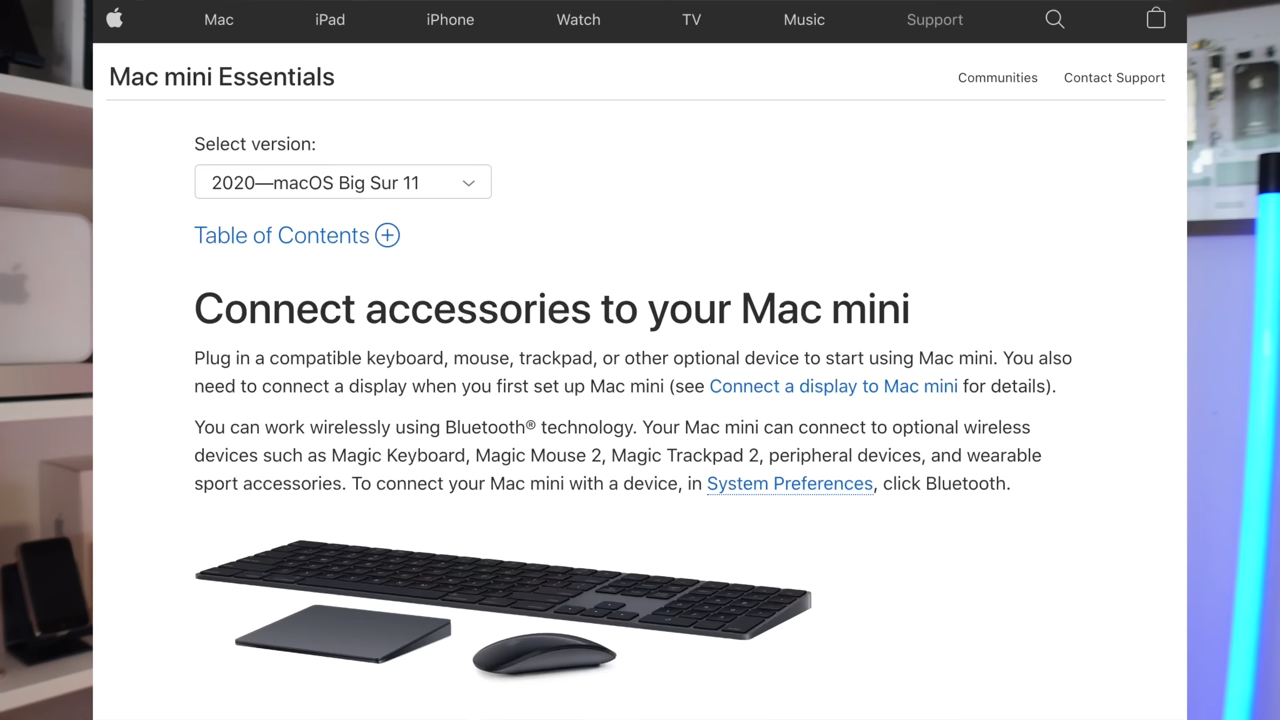 Mac iPad iPhone Watch TV Music Support
Mac mini Essentials
Communities Contact Support
Select version:
2020—macOS Big Sur 11
Table of Contents
Connect accessories to your Mac mini
Plug in a compatible keyboard, mouse, trackpad, or other optional device to start using Mac mini. You also
need to connect a display when you first set up Mac mini (see Connect a display to Mac mini for details).
You can work wirelessly using Bluetooth® technology. Your Mac mini can connect to optional wireless
devices such as Magic Keyboard, Magic Mouse 2, Magic Trackpad 2, peripheral devices, and wearable
sport accessories. To connect your Mac mini with a device, in System Preferences, click Bluetooth.